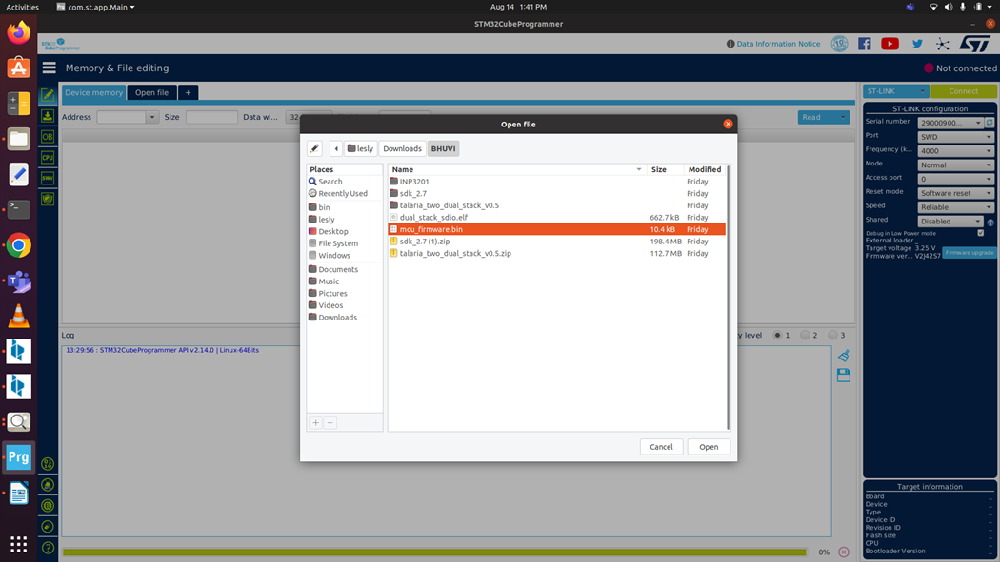 Activities com.st.app.Main Aug 14 1:41 PM
STM32CubeProgrammer
STM32
CubeProgrammer Data Information Notice
Memory & File editing Not connected
Device memory Open file + ST-LINK Connect
Address Size Data wi... 32- Read
ST-LINK configuration
Serial number 29000900...
Port SWD
Frequency (k... 4000
Mode Normal
Access port 0
Reset mode Software reset
Speed Reliable
Shared Disabled
Debug in Low Power mode
External loader _
Target voltage 3.25 V
Firmware ver... V2J42S7 Firmware upgrade
Open file
lesly Downloads BHUVI
Places
Search
Recently Used
bin
lesly
Desktop
File System
Windows
Documents
Music
Pictures
Videos
Downloads
Name Size Modified
INP3201 Friday
sdk_2.7 Friday
talaria_two_dual_stack_v0.5 Friday
dual_stack_sdio.elf 662.7 kB Friday
mcu_firmware.bin 10.4 kB Friday
sdk_2.7 (1).zip 198.4 MB Friday
talaria_two_dual_stack_v0.5.zip 112.7 MB Friday
Cancel Open
Log y level 1 2 3
13:29:56 : STM32CubeProgrammer API v2.14.0 | Linux-64Bits
OB
CPU
SWV
Prg
Target information
Board _
Device _
Type _
Device ID _
Revision ID _
Flash size _
CPU _
Bootloader Version _
0%